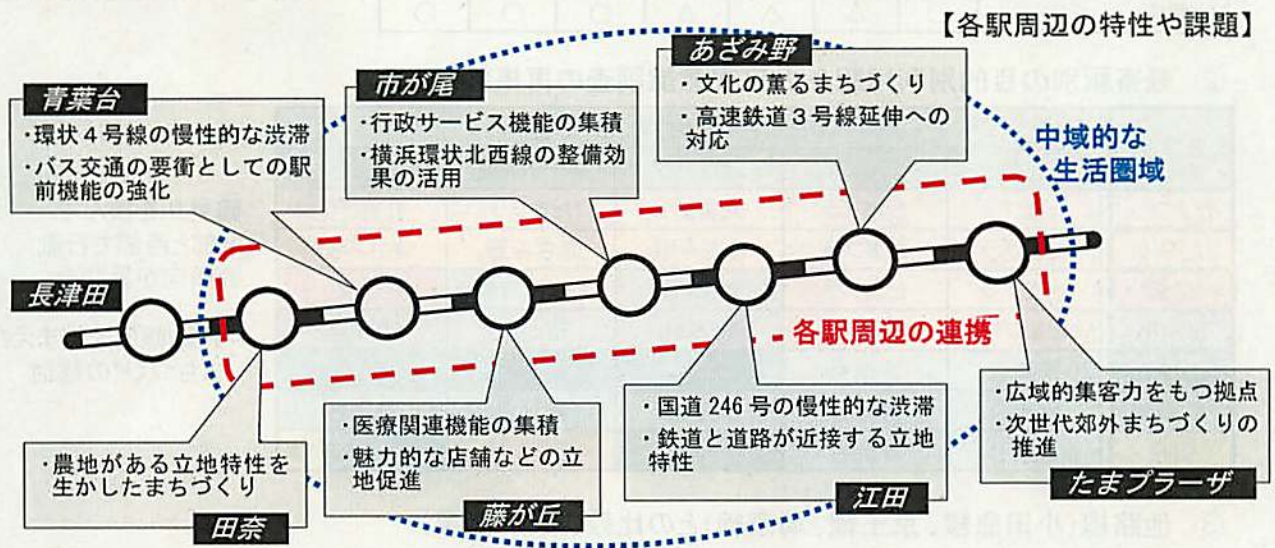 【各駅周辺の特性や課題】
あざみ野
・文化の薫るまちづくり
・高速鉄道3号線延伸への
対応
市が尾
・行政サービス機能の集積
・横浜環状北西線の整備効
果の活用
青葉台
・環状4号線の慢性的な渋滞
・バス交通の要衝としての駅
前機能の強化
中域的な
生活圏域
長津田
各駅周辺の連携
・農地がある立地特性を
生かしたまちづくり
田奈
・医療関連機能の集積
・魅力的な店舗などの立
地促進
藤が丘
・国道246号の慢性的な渋滞
・鉄道と道路が近接する立地
特性
江田
・広域的集客力をもつ拠点
・次世代郊外まちづくりの
推進
たまプラーザ